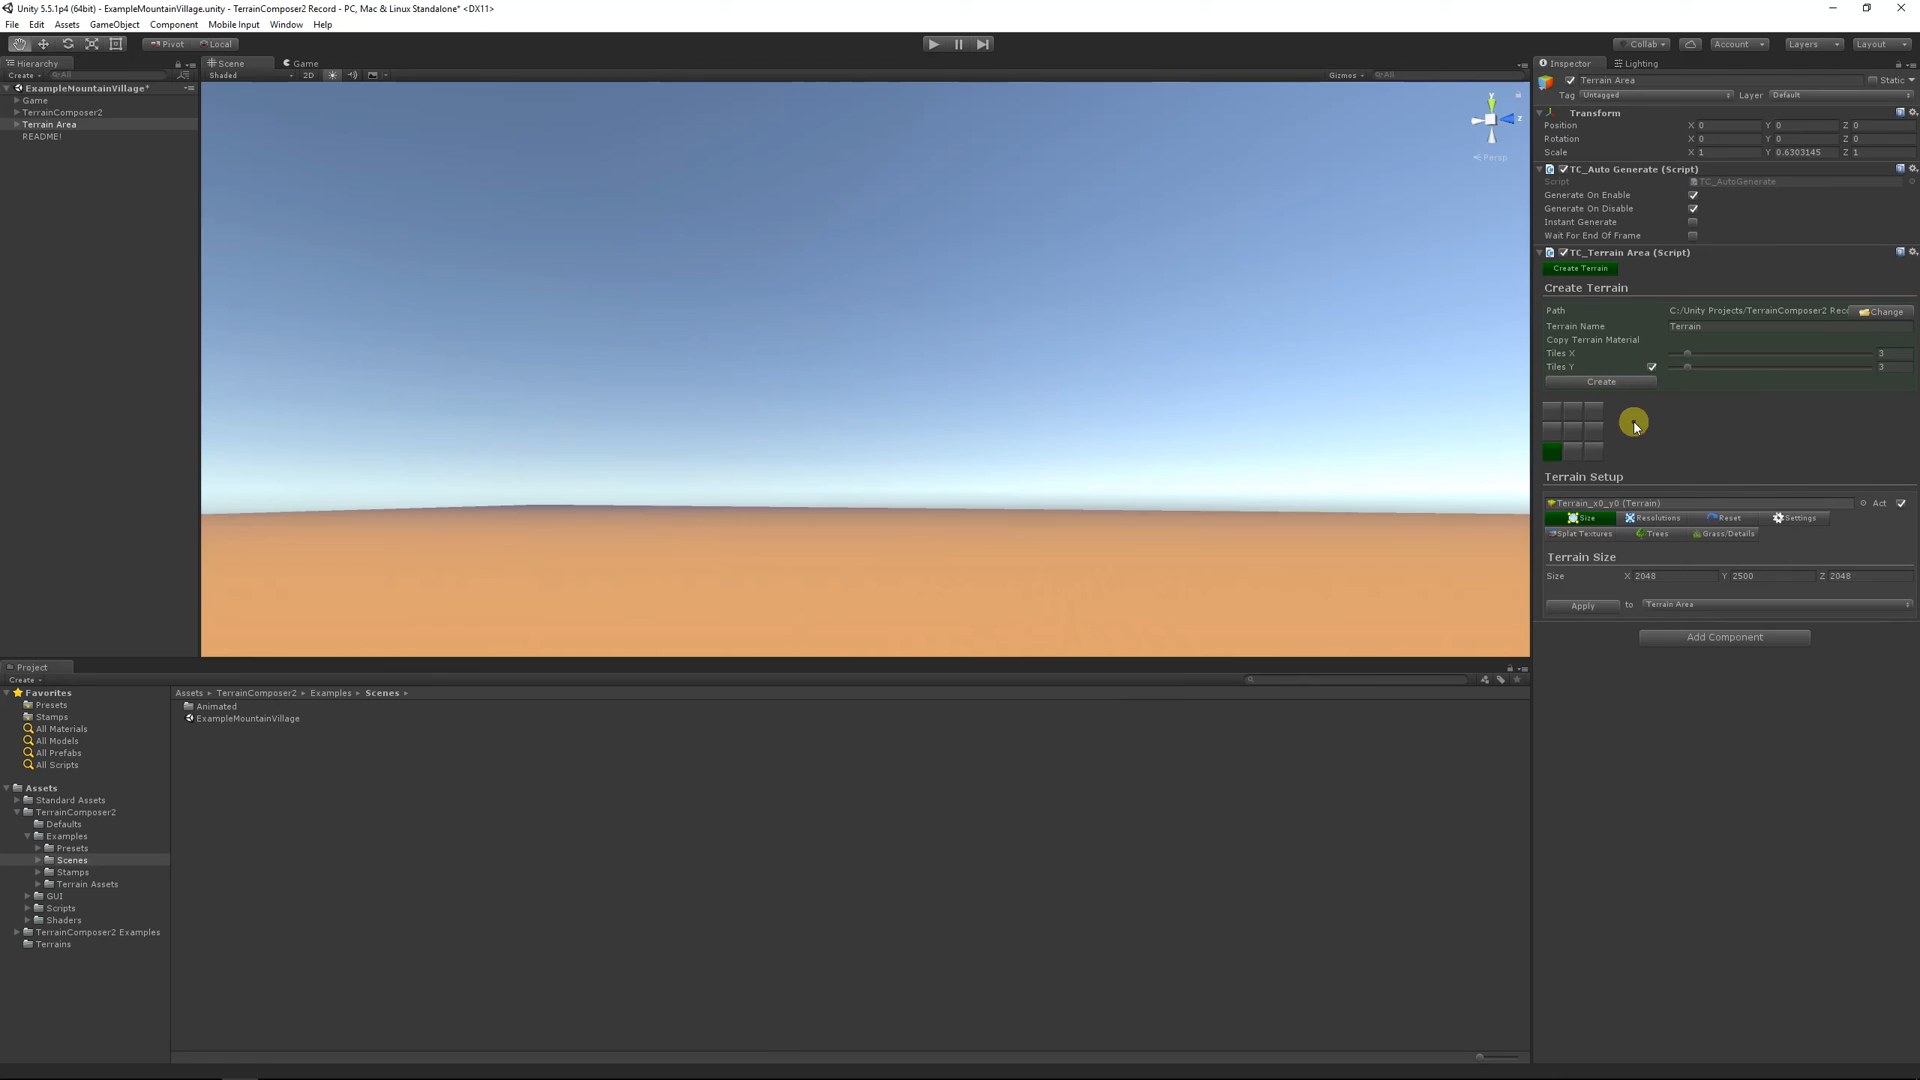 Unity 5.5.1p4 (64bit) - ExampleMountainVillage.unity - TerrainComposer2 Record - PC, Mac & Linux Standalone* <DX11>
File Edit Assets GameObject Component Mobile Input Window Help
Pivot Local Collab Account Layers Layout
Hierarchy
Create All
ExampleMountainVillage*
Game
TerrainComposer2
Terrain Area
README!
Scene Game
Shaded 2D Gizmos All
y
z
Persp
Inspector Lighting
Terrain Area Static
Tag Untagged Layer Default
Transform
Position X 0 Y 0 Z 0
Rotation X 0 Y 0 Z 0
Scale X 1 Y 0.6303145 Z 1
TC_Auto Generate (Script)
Script TC_AutoGenerate
Generate On Enable
Generate On Disable
Instant Generate
Wait For End Of Frame
TC_Terrain Area (Script)
Create Terrain
Create Terrain
Path C:/Unity Projects/TerrainComposer2 Reco Change
Terrain Name Terrain
Copy Terrain Material
Tiles X 3
Tiles Y 3
Create
Terrain Setup
Terrain_x0_y0 (Terrain) Act
Size Resolutions Reset Settings
Splat Textures Trees Grass/Details
Terrain Size
Size X 2048 Y 2500 Z 2048
Apply to Terrain Area
Add Component
Project
Create
Favorites
Presets
Stamps
All Materials
All Models
All Prefabs
All Scripts
Assets
Standard Assets
TerrainComposer2
Defaults
Examples
Presets
Scenes
Stamps
Terrain Assets
GUI
Scripts
Shaders
TerrainComposer2 Examples
Terrains
Assets TerrainComposer2 Examples Scenes
Animated
ExampleMountainVillage